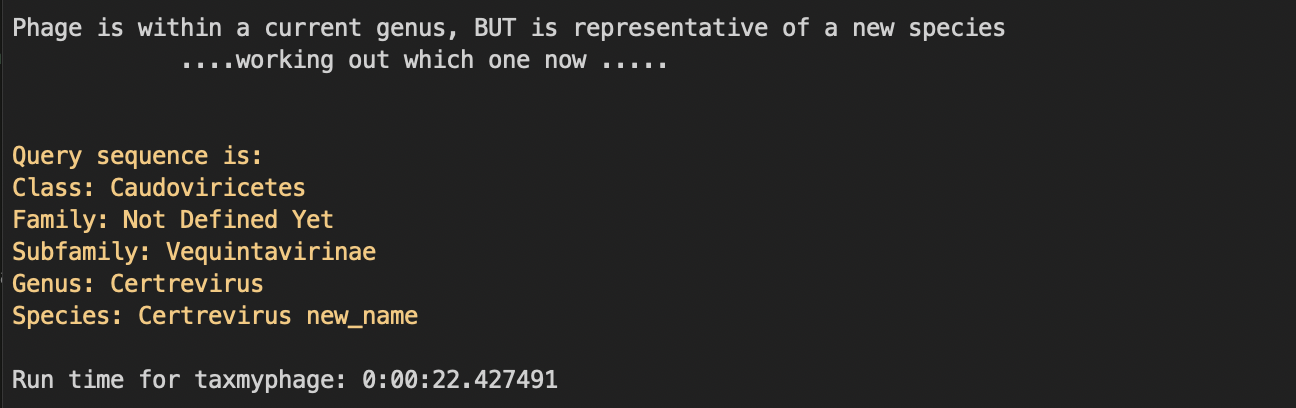 Phage is within a current genus, BUT is representative of a new species
....working out which one now .....
Query sequence is:
Class: Caudoviricetes
Family: Not Defined Yet
Subfamily: Vequintavirinae
Genus: Certrevirus
Species: Certrevirus new_name
Run time for taxmyphage: 0:00:22.427491